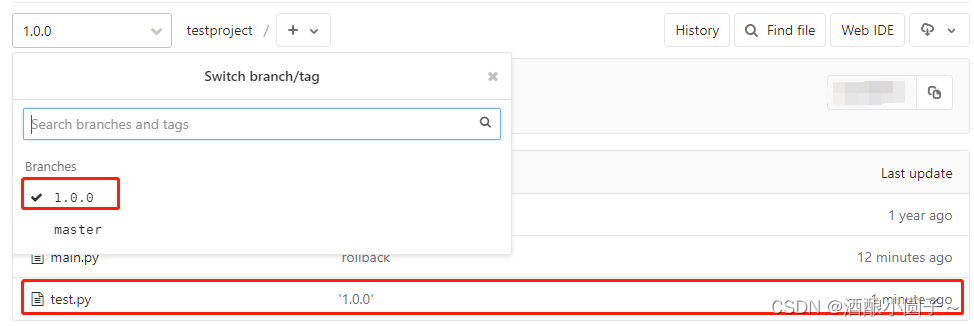 1.0.0 testproject / + History Find file Web IDE
Switch branch/tag
Search branches and tags
Branches
Last update
1.0.0
1 year ago
master
main.py rollback 12 minutes ago
test.py '1.0.0' 1 minute ago
CSDN @酒酿小圆子~